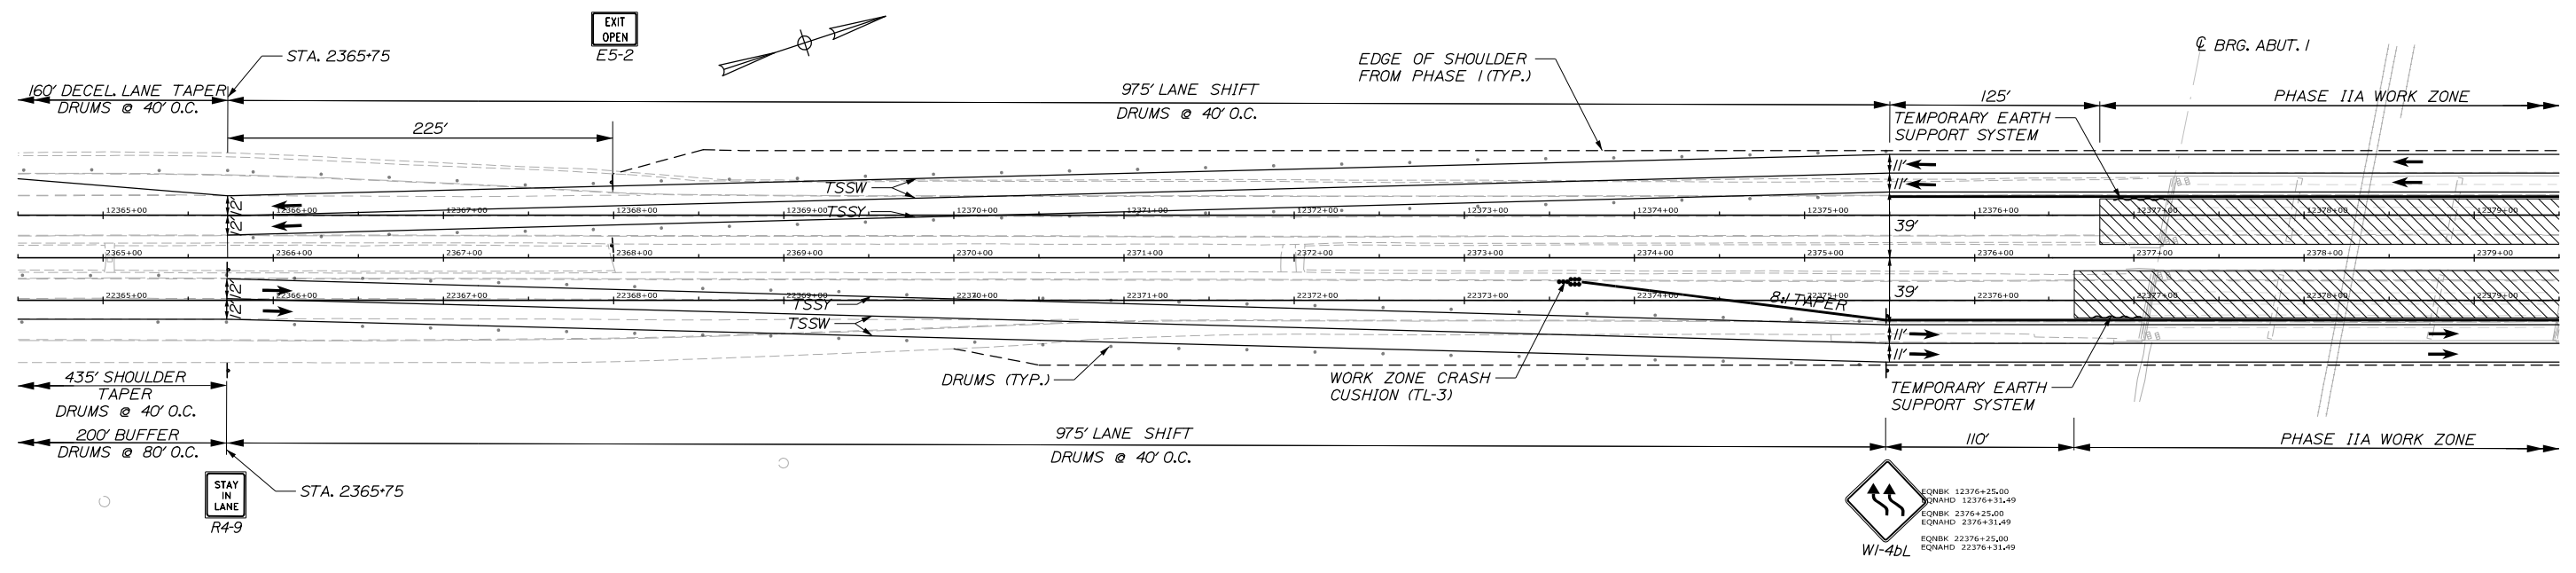 EXIT
OPEN
E5-2
STA. 2365+75
160' DECEL. LANE TAPER
DRUMS @ 40' O.C.
975' LANE SHIFT
DRUMS @ 40' O.C.
225'
EDGE OF SHOULDER
FROM PHASE I (TYP.)
℄ BRG. ABUT. 1
125'
PHASE IIA WORK ZONE
TEMPORARY EARTH
SUPPORT SYSTEM
TSSW
TSSY
11'
11'
12'
12'
12365+00 12366+00 12367+00 12368+00 12369+00 12370+00 12371+00 12372+00 12373+00 12374+00 12375+00 12376+00 12377+00 12378+00 12379+00
39'
2365+00 2366+00 2367+00 2368+00 2369+00 2370+00 2371+00 2372+00 2373+00 2374+00 2375+00 2376+00 2377+00 2378+00 2379+00
39'
12'
12'
22365+00 22366+00 22367+00 22368+00 22369+00 22370+00 22371+00 22372+00 22373+00 22374+00 22375+00 22376+00 22377+00 22378+00 22379+00
8:1 TAPER
TSSY
TSSW
11'
11'
DRUMS (TYP.)
WORK ZONE CRASH
CUSHION (TL-3)
TEMPORARY EARTH
SUPPORT SYSTEM
435' SHOULDER
TAPER
DRUMS @ 40' O.C.
200' BUFFER
DRUMS @ 80' O.C.
975' LANE SHIFT
DRUMS @ 40' O.C.
110'
PHASE IIA WORK ZONE
STAY
IN
LANE
R4-9
STA. 2365+75
W1-4bL
EQNBK 12376+25.00
EQNAHD 12376+31.49
EQNBK 2376+25.00
EQNAHD 2376+31.49
EQNBK 22376+25.00
EQNAHD 22376+31.49